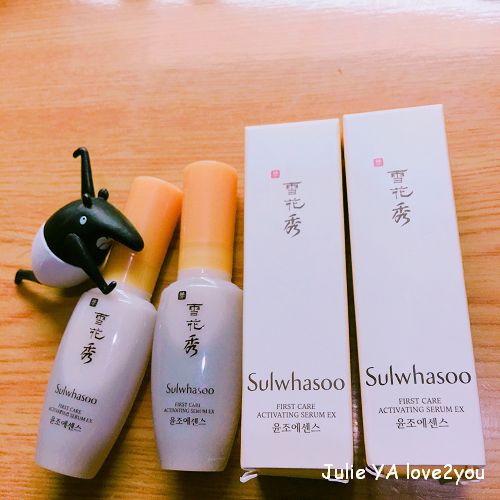 雪花秀
Sulwhasoo
FIRST CARE
ACTIVATING SERUM EX
윤조에센스
雪花秀
Sulwhasoo
FIRST CARE
ACTIVATING SERUM EX
윤조에센스
雪花秀
Sulwhasoo
FIRST CARE
ACTIVATING SERUM EX
윤조에센스
雪花秀
Sulwhasoo
FIRST CARE
ACTIVATING SERUM EX
윤조에센스
Julie YA love2you